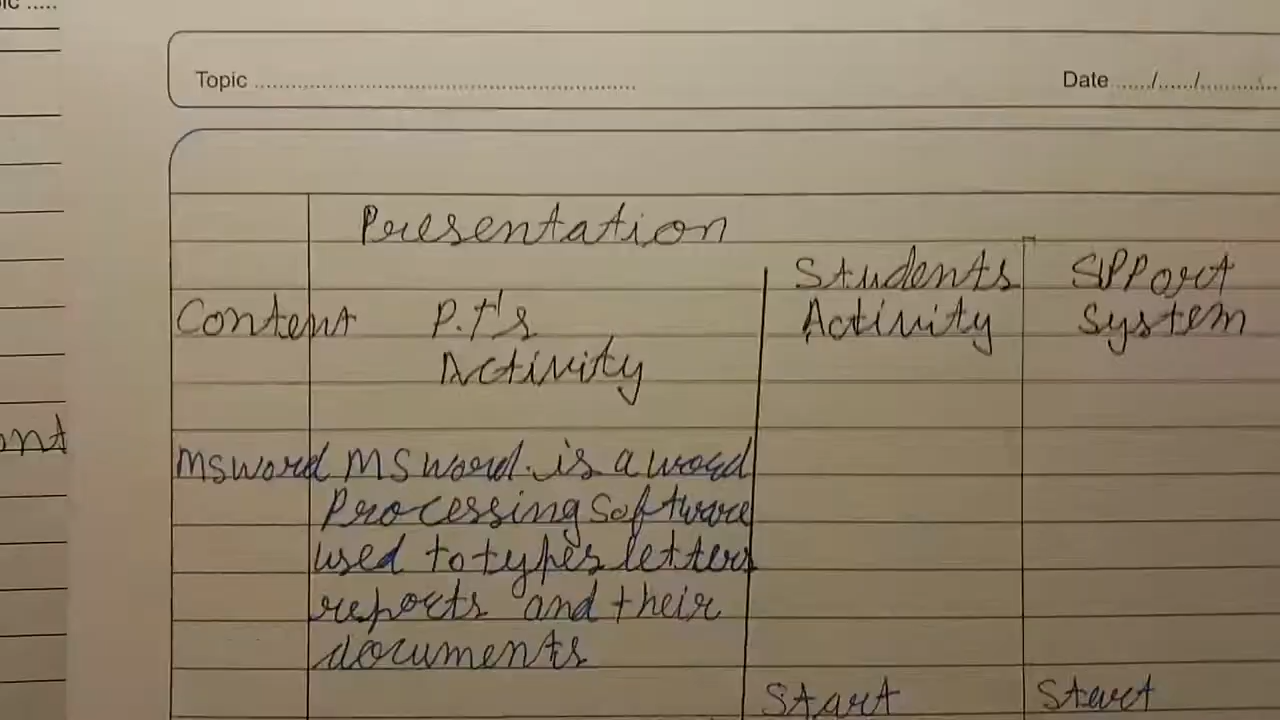 Topic ........ Date ....../....../......
Presentation
Students Support
Content P.t's Activity System
Activity
MSword MS word. is a word
Processing Software
used to types letters
reports and their
documents
Start Start